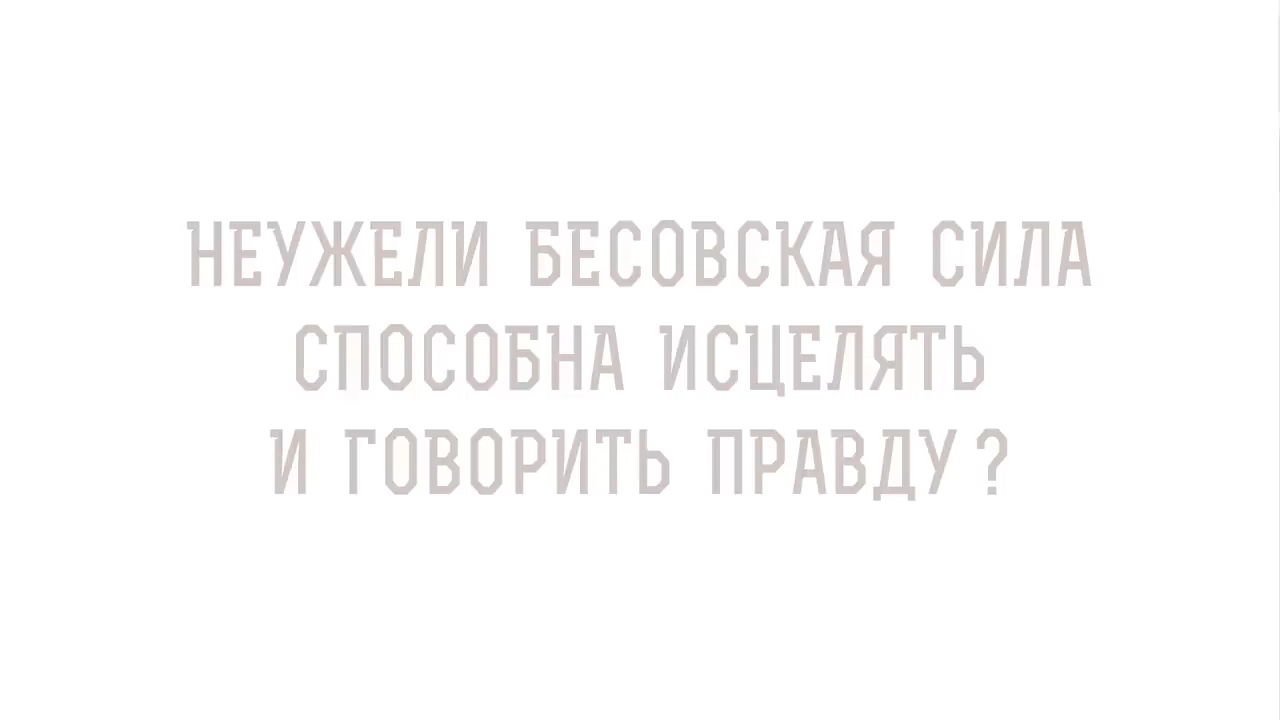 НЕУЖЕЛИ БЕСОВСКАЯ СИЛА
СПОСОБНА ИСЦЕЛЯТЬ
И ГОВОРИТЬ ПРАВДУ?